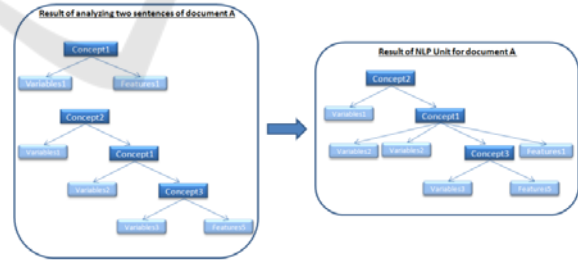 Result of analyzing two sentences of document A
Concept1
Variables1 Features1
Concept2
Variables1 Concept1
Variables2 Concept3
Variables3 Features5
Result of NLP Unit for document A
Concept2
Variables1 Concept1
Variables2 Variables2 Concept3 Features1
Variables3 Features5